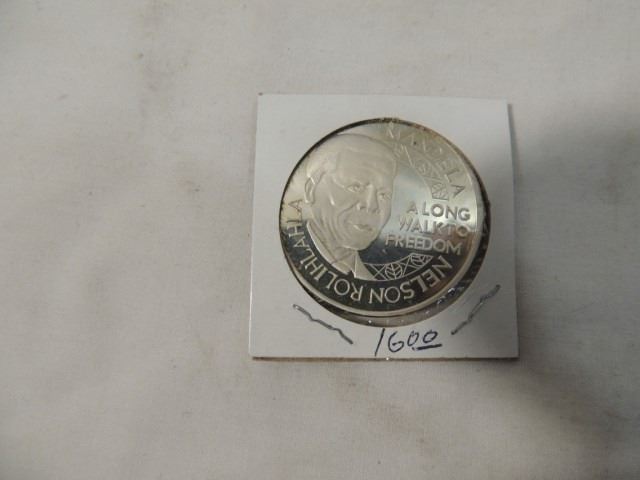 NELSON ROLIHLAHLA MANDELA
A LONG
WALK TO
FREEDOM
1600